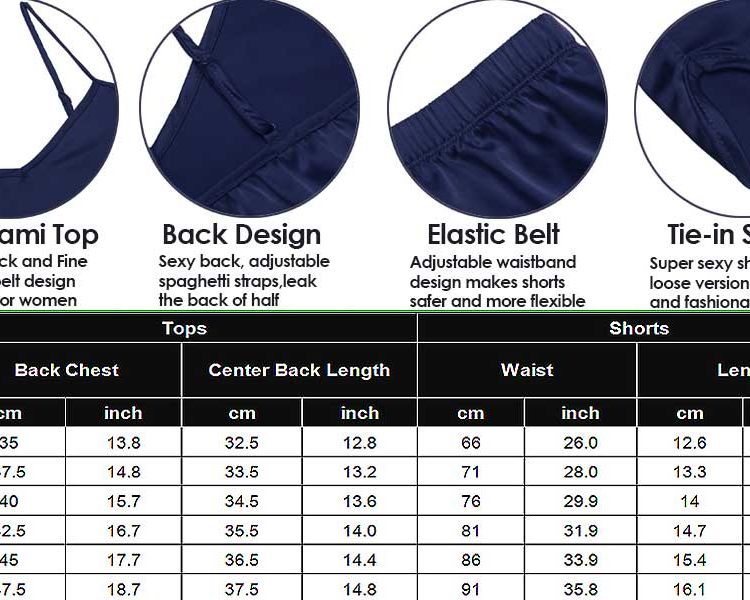 ami Top
ck and Fine
elt design
or women
Back Design
Sexy back, adjustable
spaghetti straps,leak
the back of half
Elastic Belt
Adjustable waistband
design makes shorts
safer and more flexible
Tie-in S
Super sexy sh
loose version
and fashiona
Tops Shorts
Back Chest Center Back Length Waist Len
cm inch cm inch cm inch cm
35 13.8 32.5 12.8 66 26.0 12.6
7.5 14.8 33.5 13.2 71 28.0 13.3
40 15.7 34.5 13.6 76 29.9 14
2.5 16.7 35.5 14.0 81 31.9 14.7
45 17.7 36.5 14.4 86 33.9 15.4
7.5 18.7 37.5 14.8 91 35.8 16.1